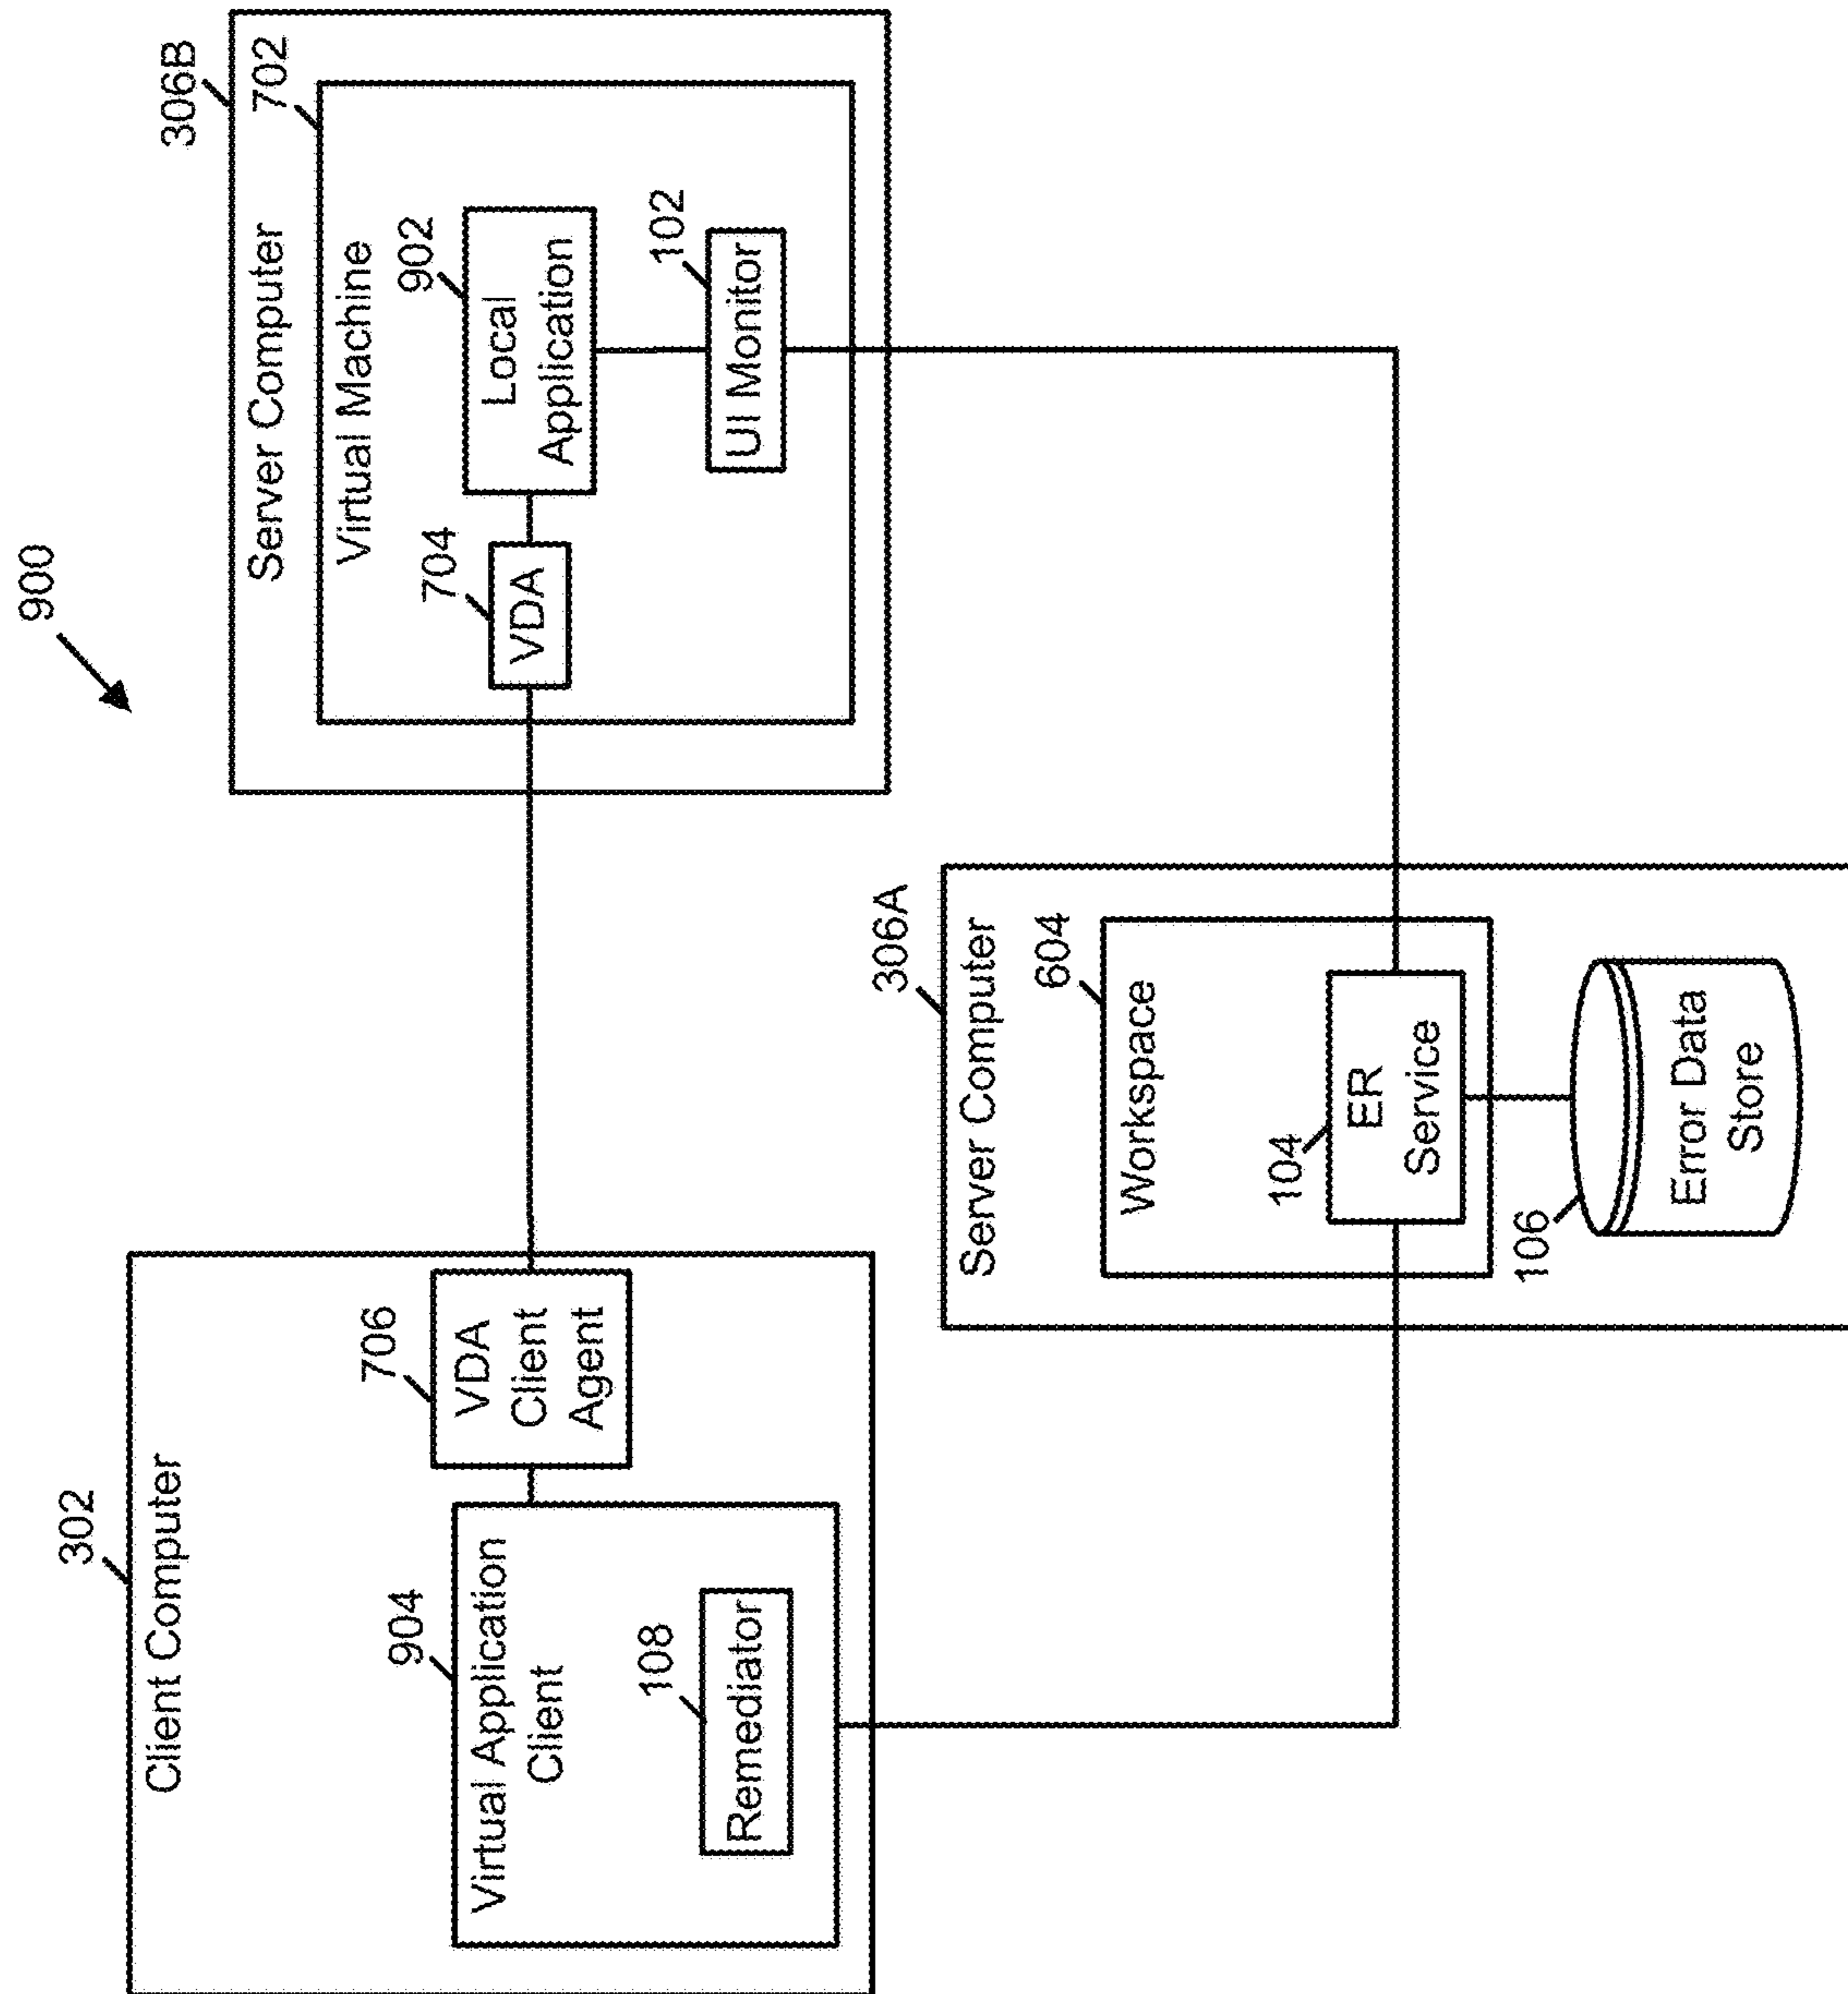 900
302
Client Computer
904
Virtual Application
Client
108
Remediator
706
VDA
Client
Agent
306B
Server Computer
702
Virtual Machine
704
VDA
902
Local
Application
102
UI Monitor
306A
Server Computer
604
Workspace
104
ER
Service
106
Error Data
Store